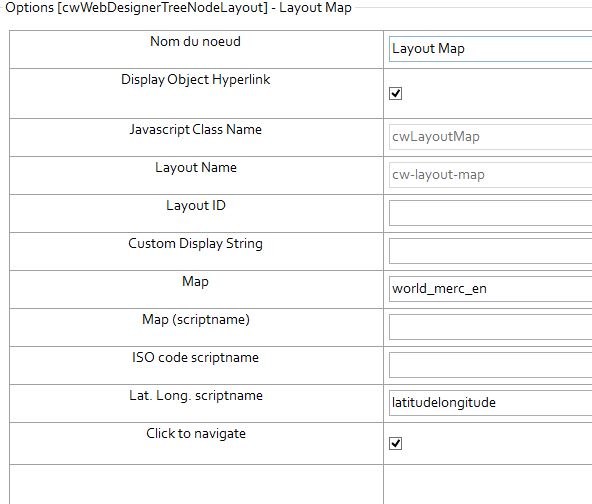 Options [cwWebDesignerTreeNodeLayout] - Layout Map
Nom du noeud Layout Map
Display Object Hyperlink
Javascript Class Name cwLayoutMap
Layout Name cw-layout-map
Layout ID
Custom Display String
Map world_merc_en
Map (scriptname)
ISO code scriptname
Lat. Long. scriptname latitudelongitude
Click to navigate